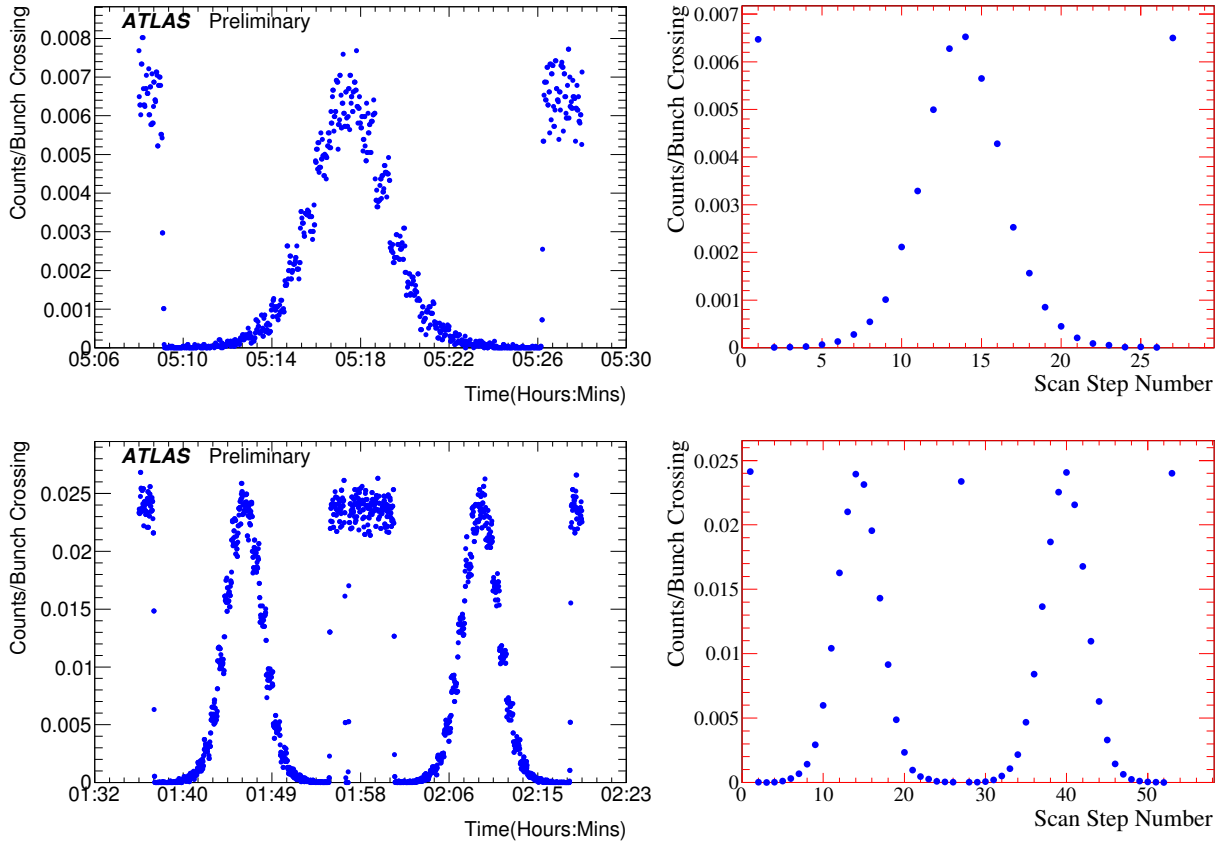 ATLAS Preliminary
Counts/Bunch Crossing
0.008
0.007
0.006
0.005
0.004
0.003
0.002
0.001
0
05:06 05:10 05:14 05:18 05:22 05:26 05:30
Time(Hours:Mins)
Counts/Bunch Crossing
0.007
0.006
0.005
0.004
0.003
0.002
0.001
0
0 5 10 15 20 25
Scan Step Number
ATLAS Preliminary
Counts/Bunch Crossing
0.025
0.02
0.015
0.01
0.005
0
01:32 01:40 01:49 01:58 02:06 02:15 02:23
Time(Hours:Mins)
Counts/Bunch Crossing
0.025
0.02
0.015
0.01
0.005
0
0 10 20 30 40 50
Scan Step Number